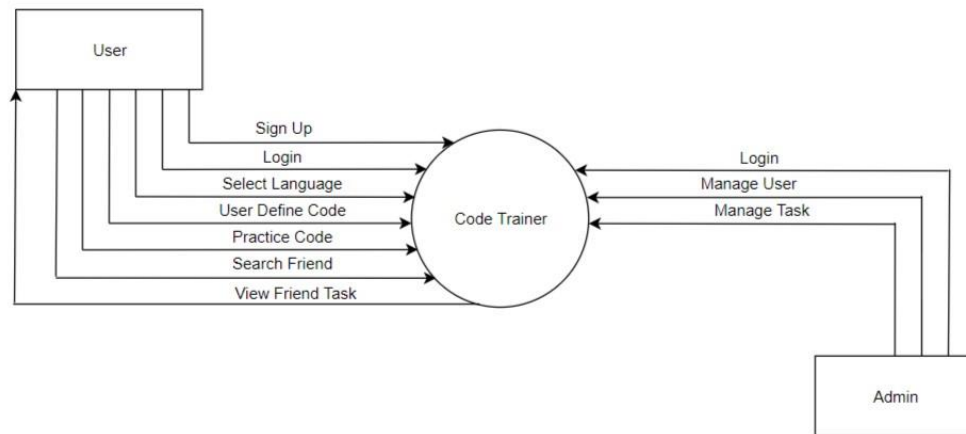 User
Sign Up
Login
Select Language
User Define Code
Practice Code
Search Friend
View Friend Task
Code Trainer
Login
Manage User
Manage Task
Admin